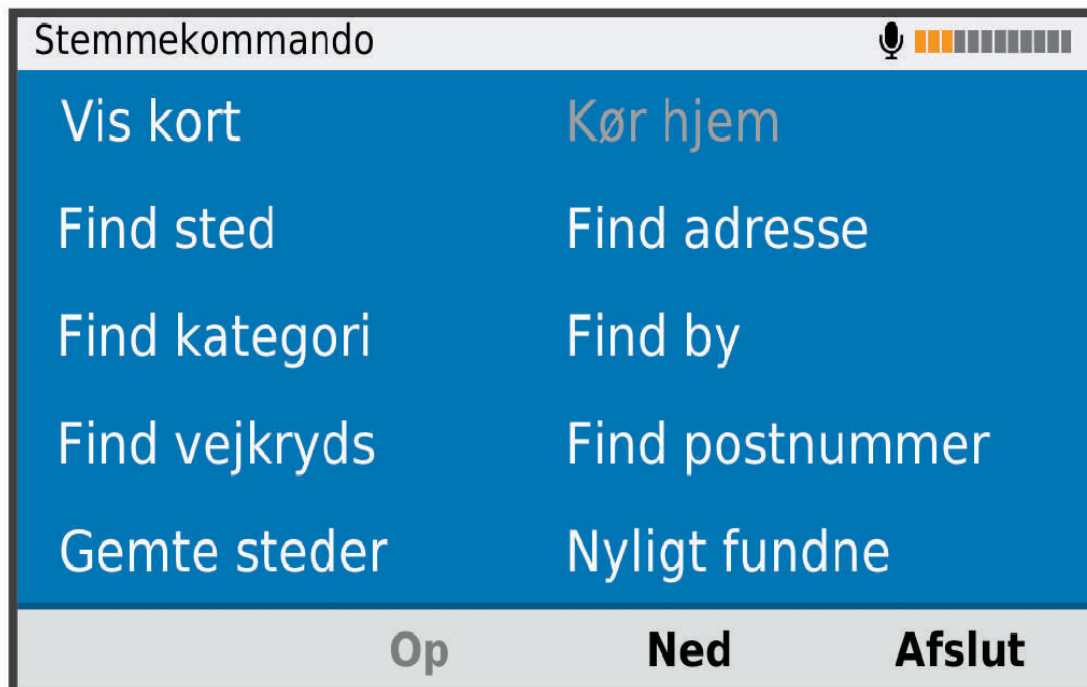 Stemmekommando
Vis kort Kør hjem
Find sted Find adresse
Find kategori Find by
Find vejkryds Find postnummer
Gemte steder Nyligt fundne
Op Ned Afslut